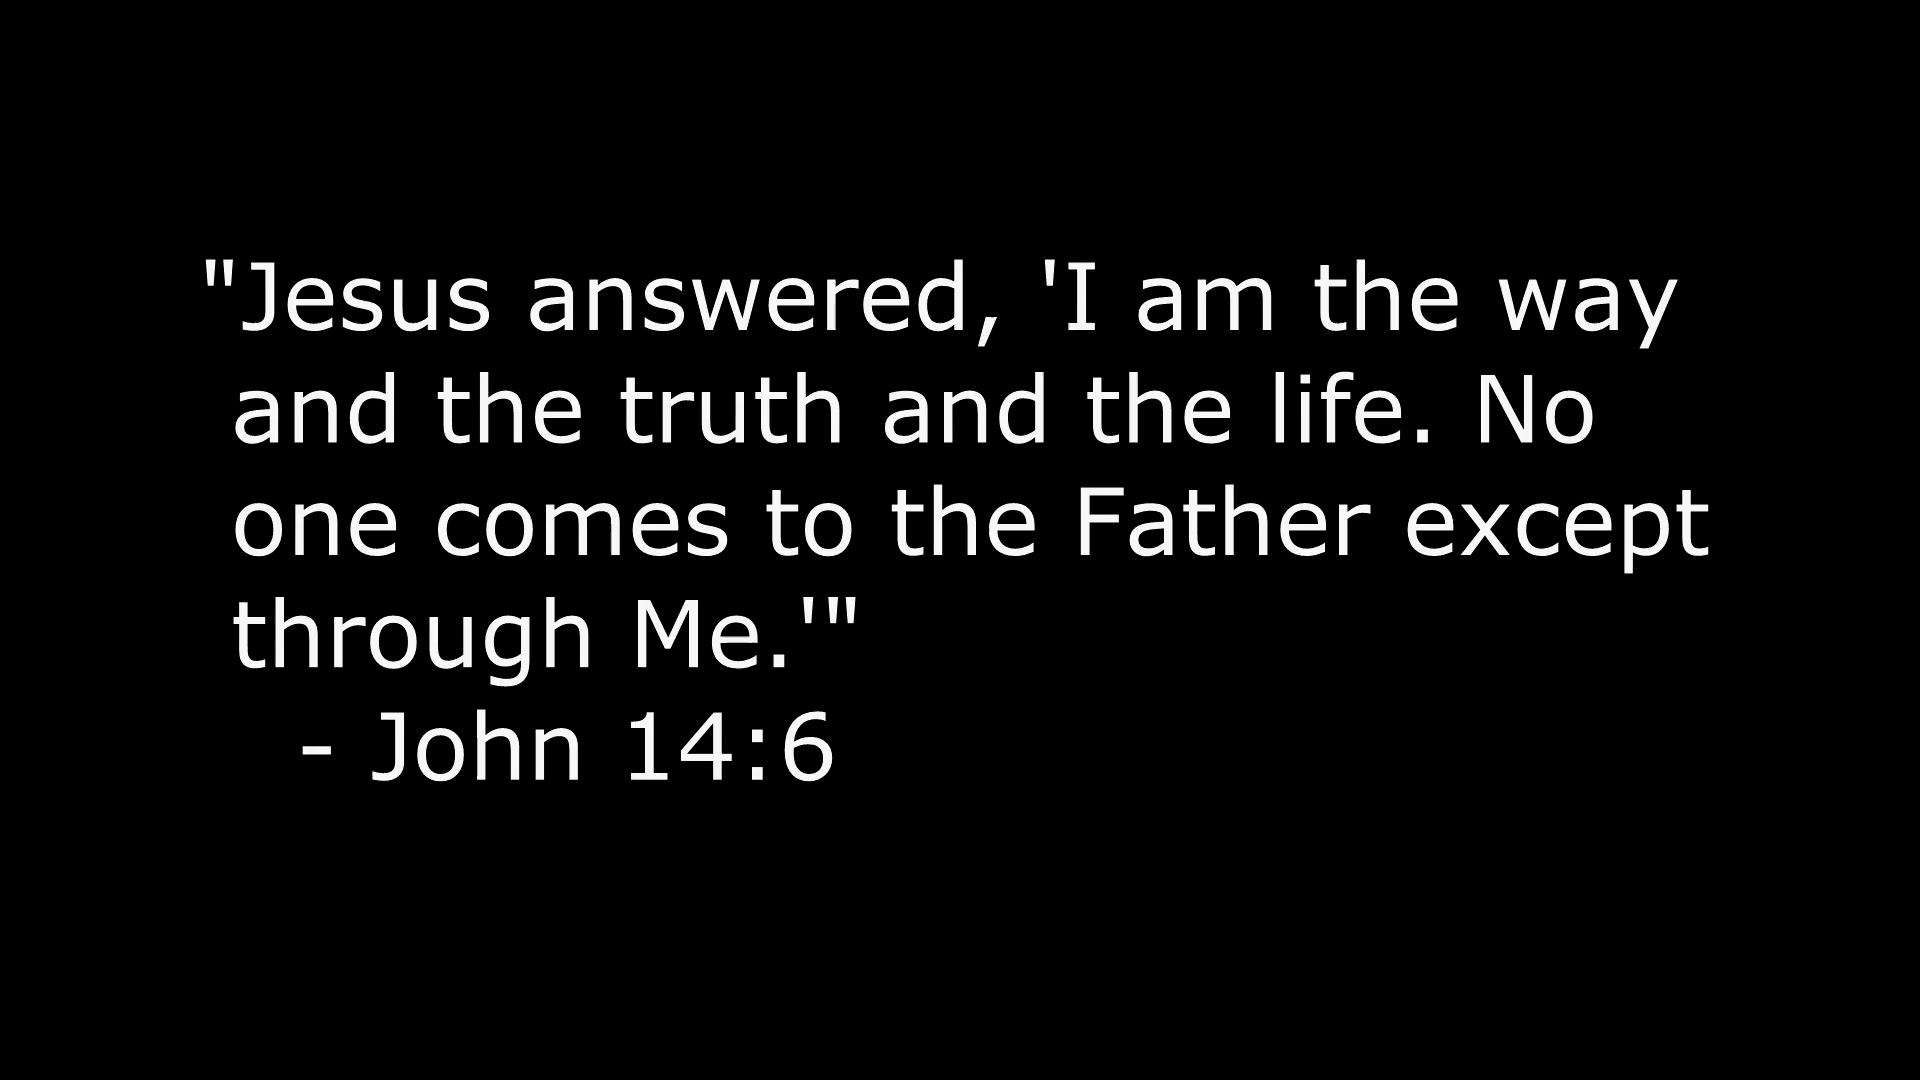 "Jesus answered, 'I am the way
and the truth and the life. No
one comes to the Father except
through Me.'"
- John 14:6